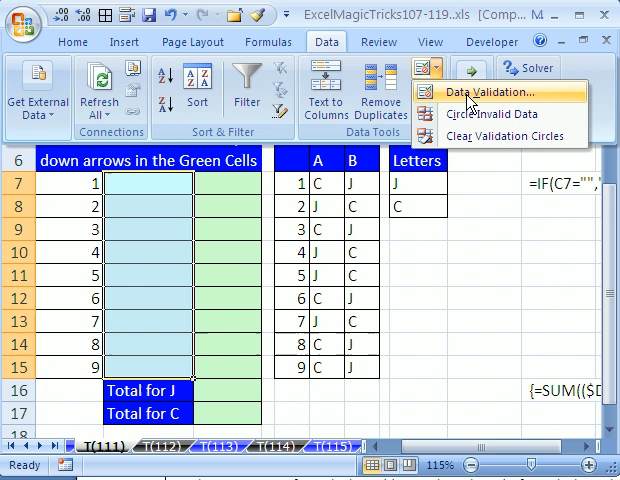 ExcelMagicTricks107-119..xls [Comp... M...
Home Insert Page Layout Formulas Data Review View Developer
Get External Data
Refresh All
Connections
Sort
Filter
Sort & Filter
Text to Columns
Remove Duplicates
Data Tools
Solver
Data Validation...
Circle Invalid Data
Clear Validation Circles
6 down arrows in the Green Cells A B Letters
7 1 1 C J J =IF(C7="",'
8 2 2 J C C
9 3 3 C J
10 4 4 J C
11 5 5 J C
12 6 6 C J
13 7 7 J C
14 8 8 C J
15 9 9 C J
16 Total for J {=SUM(($D
17 Total for C
18
T(111) T(112) T(113) T(114) T(115)
Ready 115%